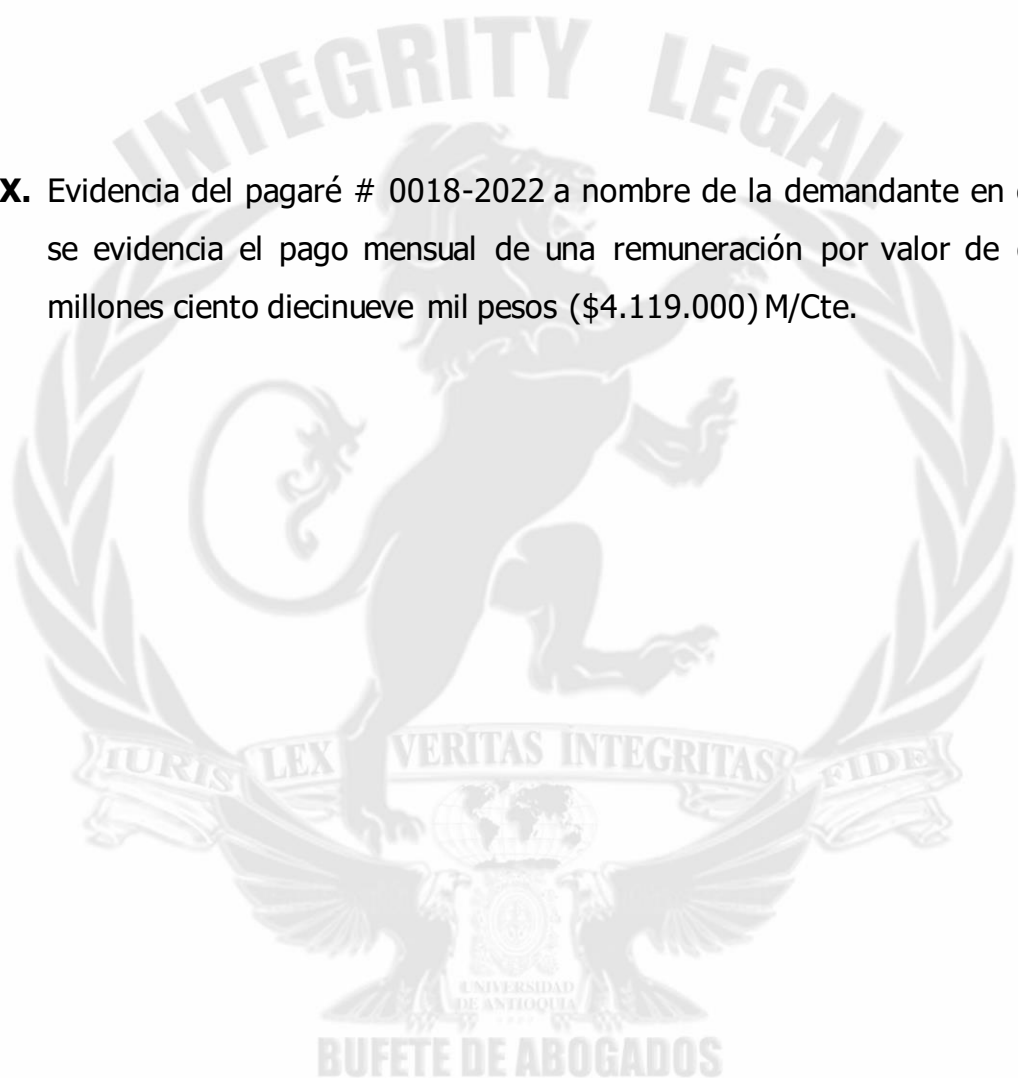 INTEGRITY LEGAL
X. Evidencia del pagaré # 0018-2022 a nombre de la demandante en
se evidencia el pago mensual de una remuneración por valor de
millones ciento diecinueve mil pesos ($4.119.000) M/Cte.
IURIS LEX VERITAS INTEGRITAS FIDEI
UNIVERSIDAD
DE ANTIOQUIA
BUFETE DE ABOGADOS